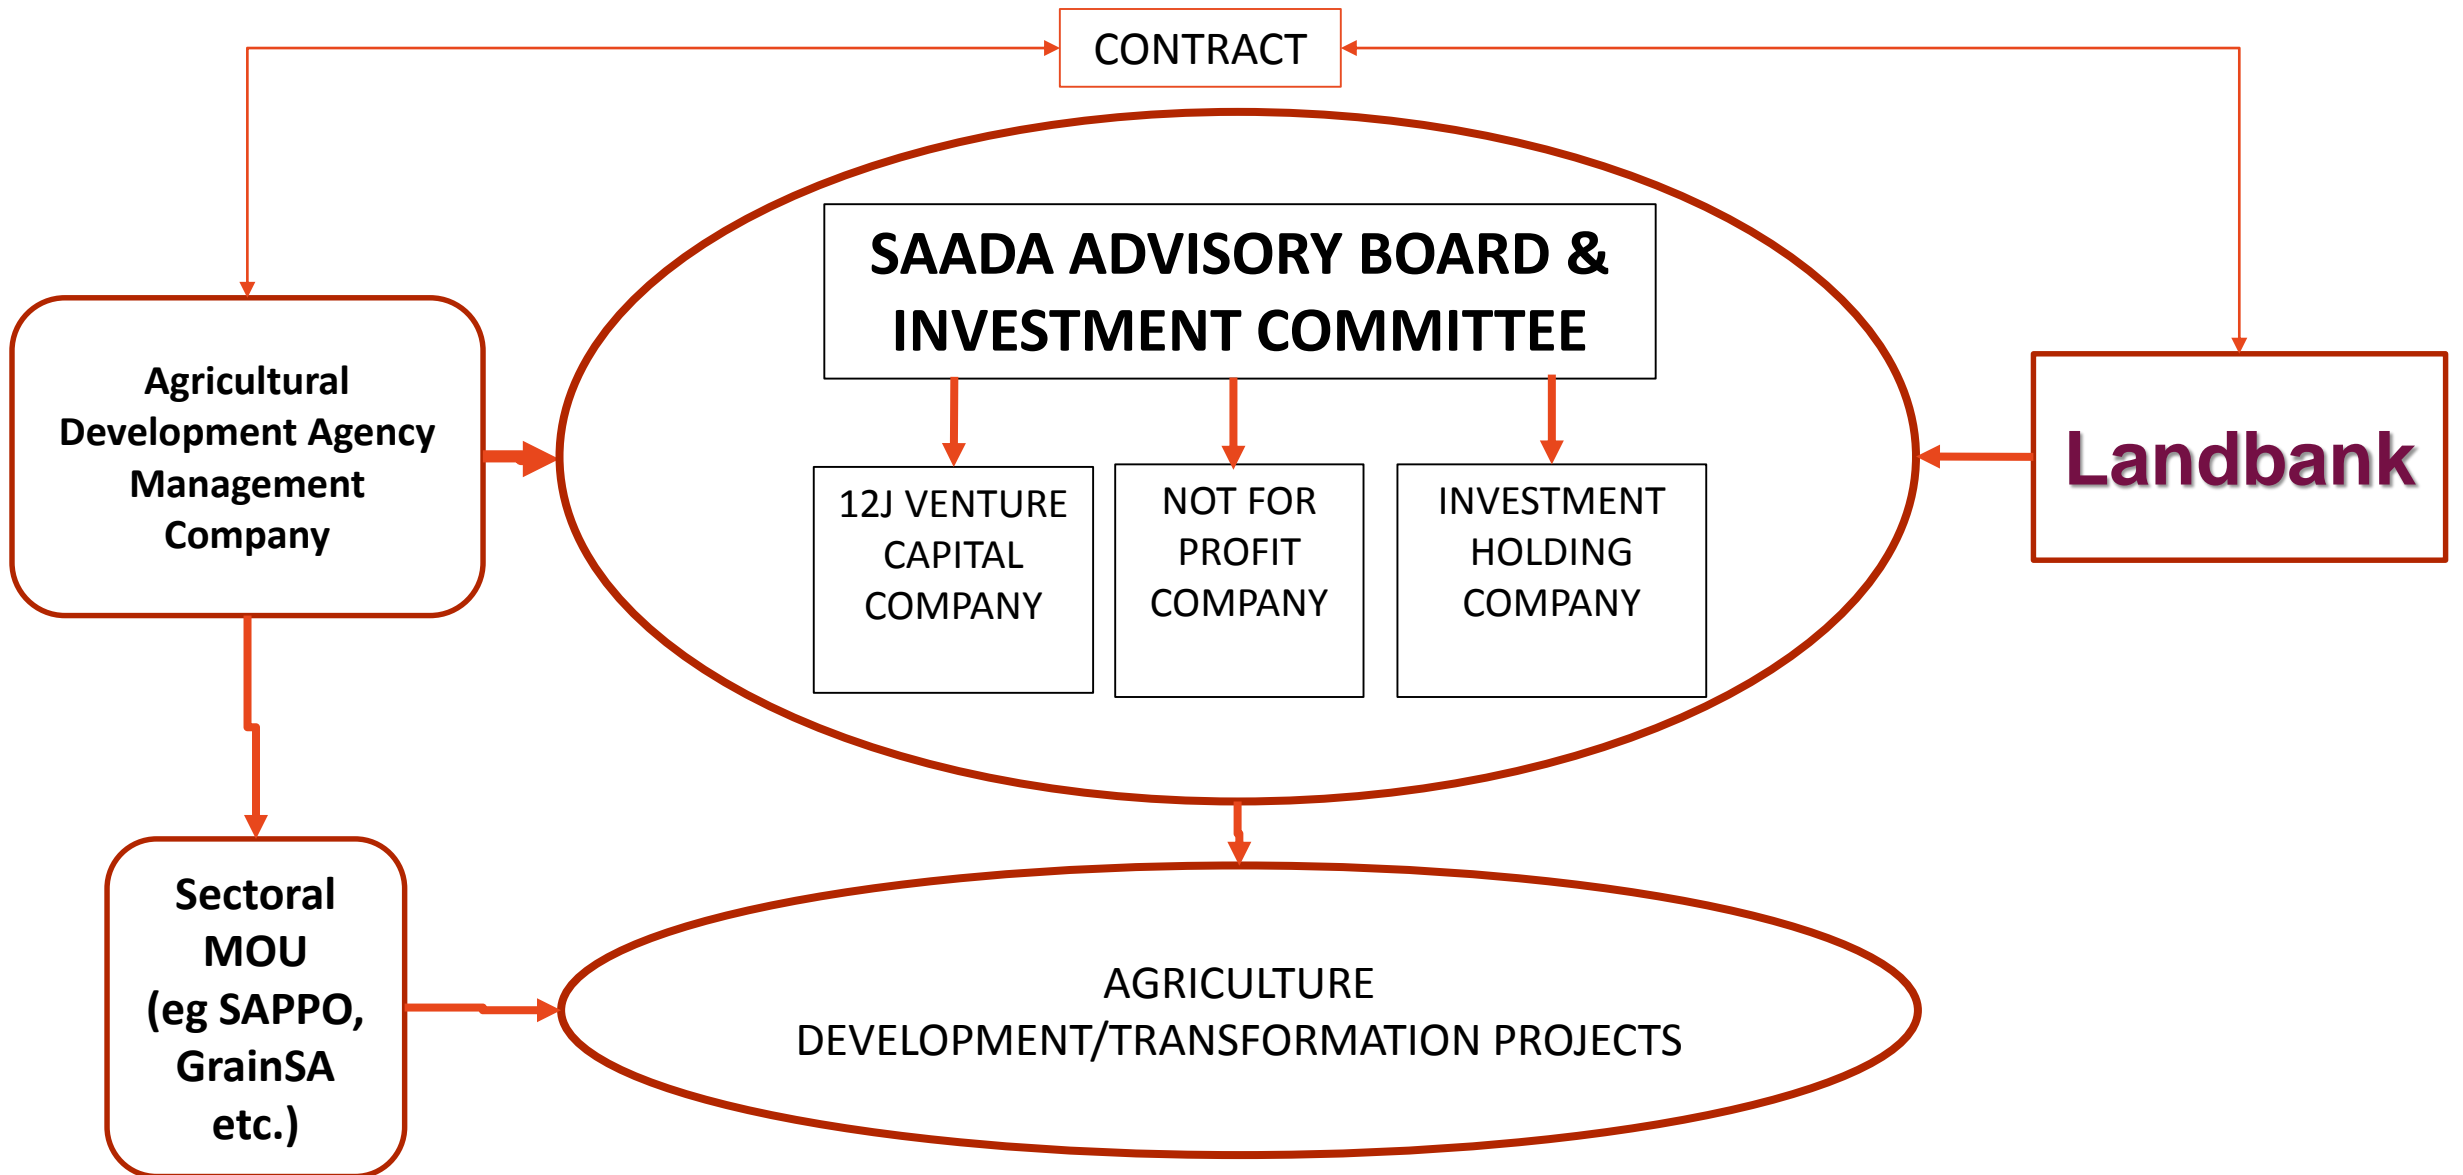 CONTRACT
SAADA ADVISORY BOARD &
INVESTMENT COMMITTEE
Agricultural
Development Agency
Management
Company
12J VENTURE
CAPITAL
COMPANY
NOT FOR
PROFIT
COMPANY
INVESTMENT
HOLDING
COMPANY
Landbank
Sectoral
MOU
(eg SAPPO,
GrainSA
etc.)
AGRICULTURE
DEVELOPMENT/TRANSFORMATION PROJECTS